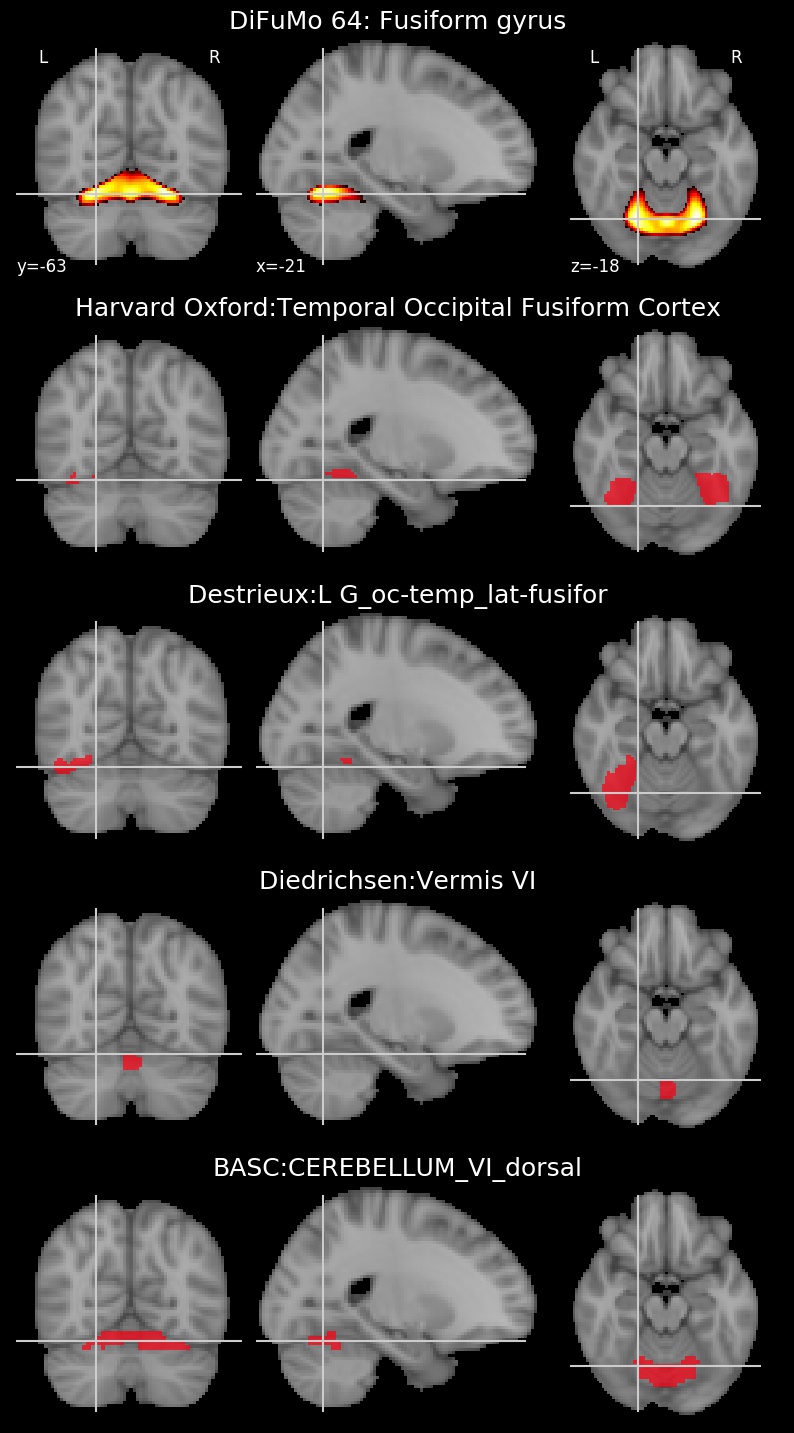 DiFuMo 64: Fusiform gyrus
L R L R
y=-63 x=-21 z=-18
Harvard Oxford:Temporal Occipital Fusiform Cortex
Destrieux:L G_oc-temp_lat-fusifor
Diedrichsen:Vermis VI
BASC:CEREBELLUM_VI_dorsal